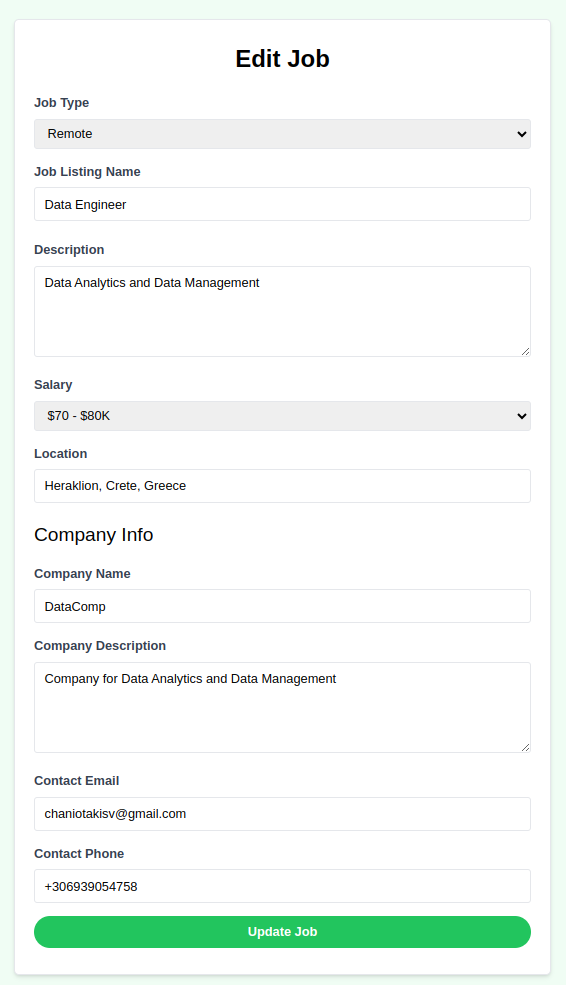 Edit Job
Job Type
Remote
Job Listing Name
Data Engineer
Description
Data Analytics and Data Management
Salary
$70 - $80K
Location
Heraklion, Crete, Greece
Company Info
Company Name
DataComp
Company Description
Company for Data Analytics and Data Management
Contact Email
chaniotakisv@gmail.com
Contact Phone
+306939054758
Update Job